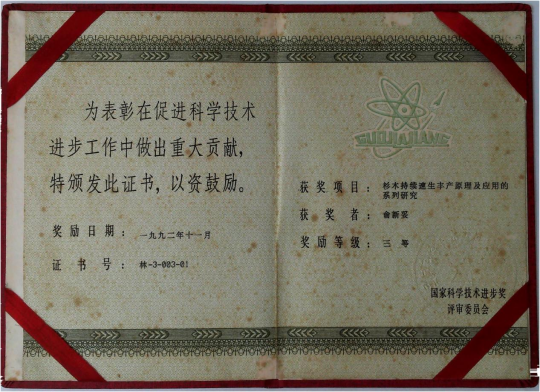 为表彰在促进科学技术
进步工作中做出重大贡献，
特颁发此证书，以资鼓励。
奖励日期： 一九九二年十一月
证书号： 林-3-003-01
GUOJIAJIANG
获奖项目： 杉木持续速生丰产原理及应用的
系列研究
获奖者： 俞新妥
奖励等级： 三等
国家科学技术进步奖
评审委员会